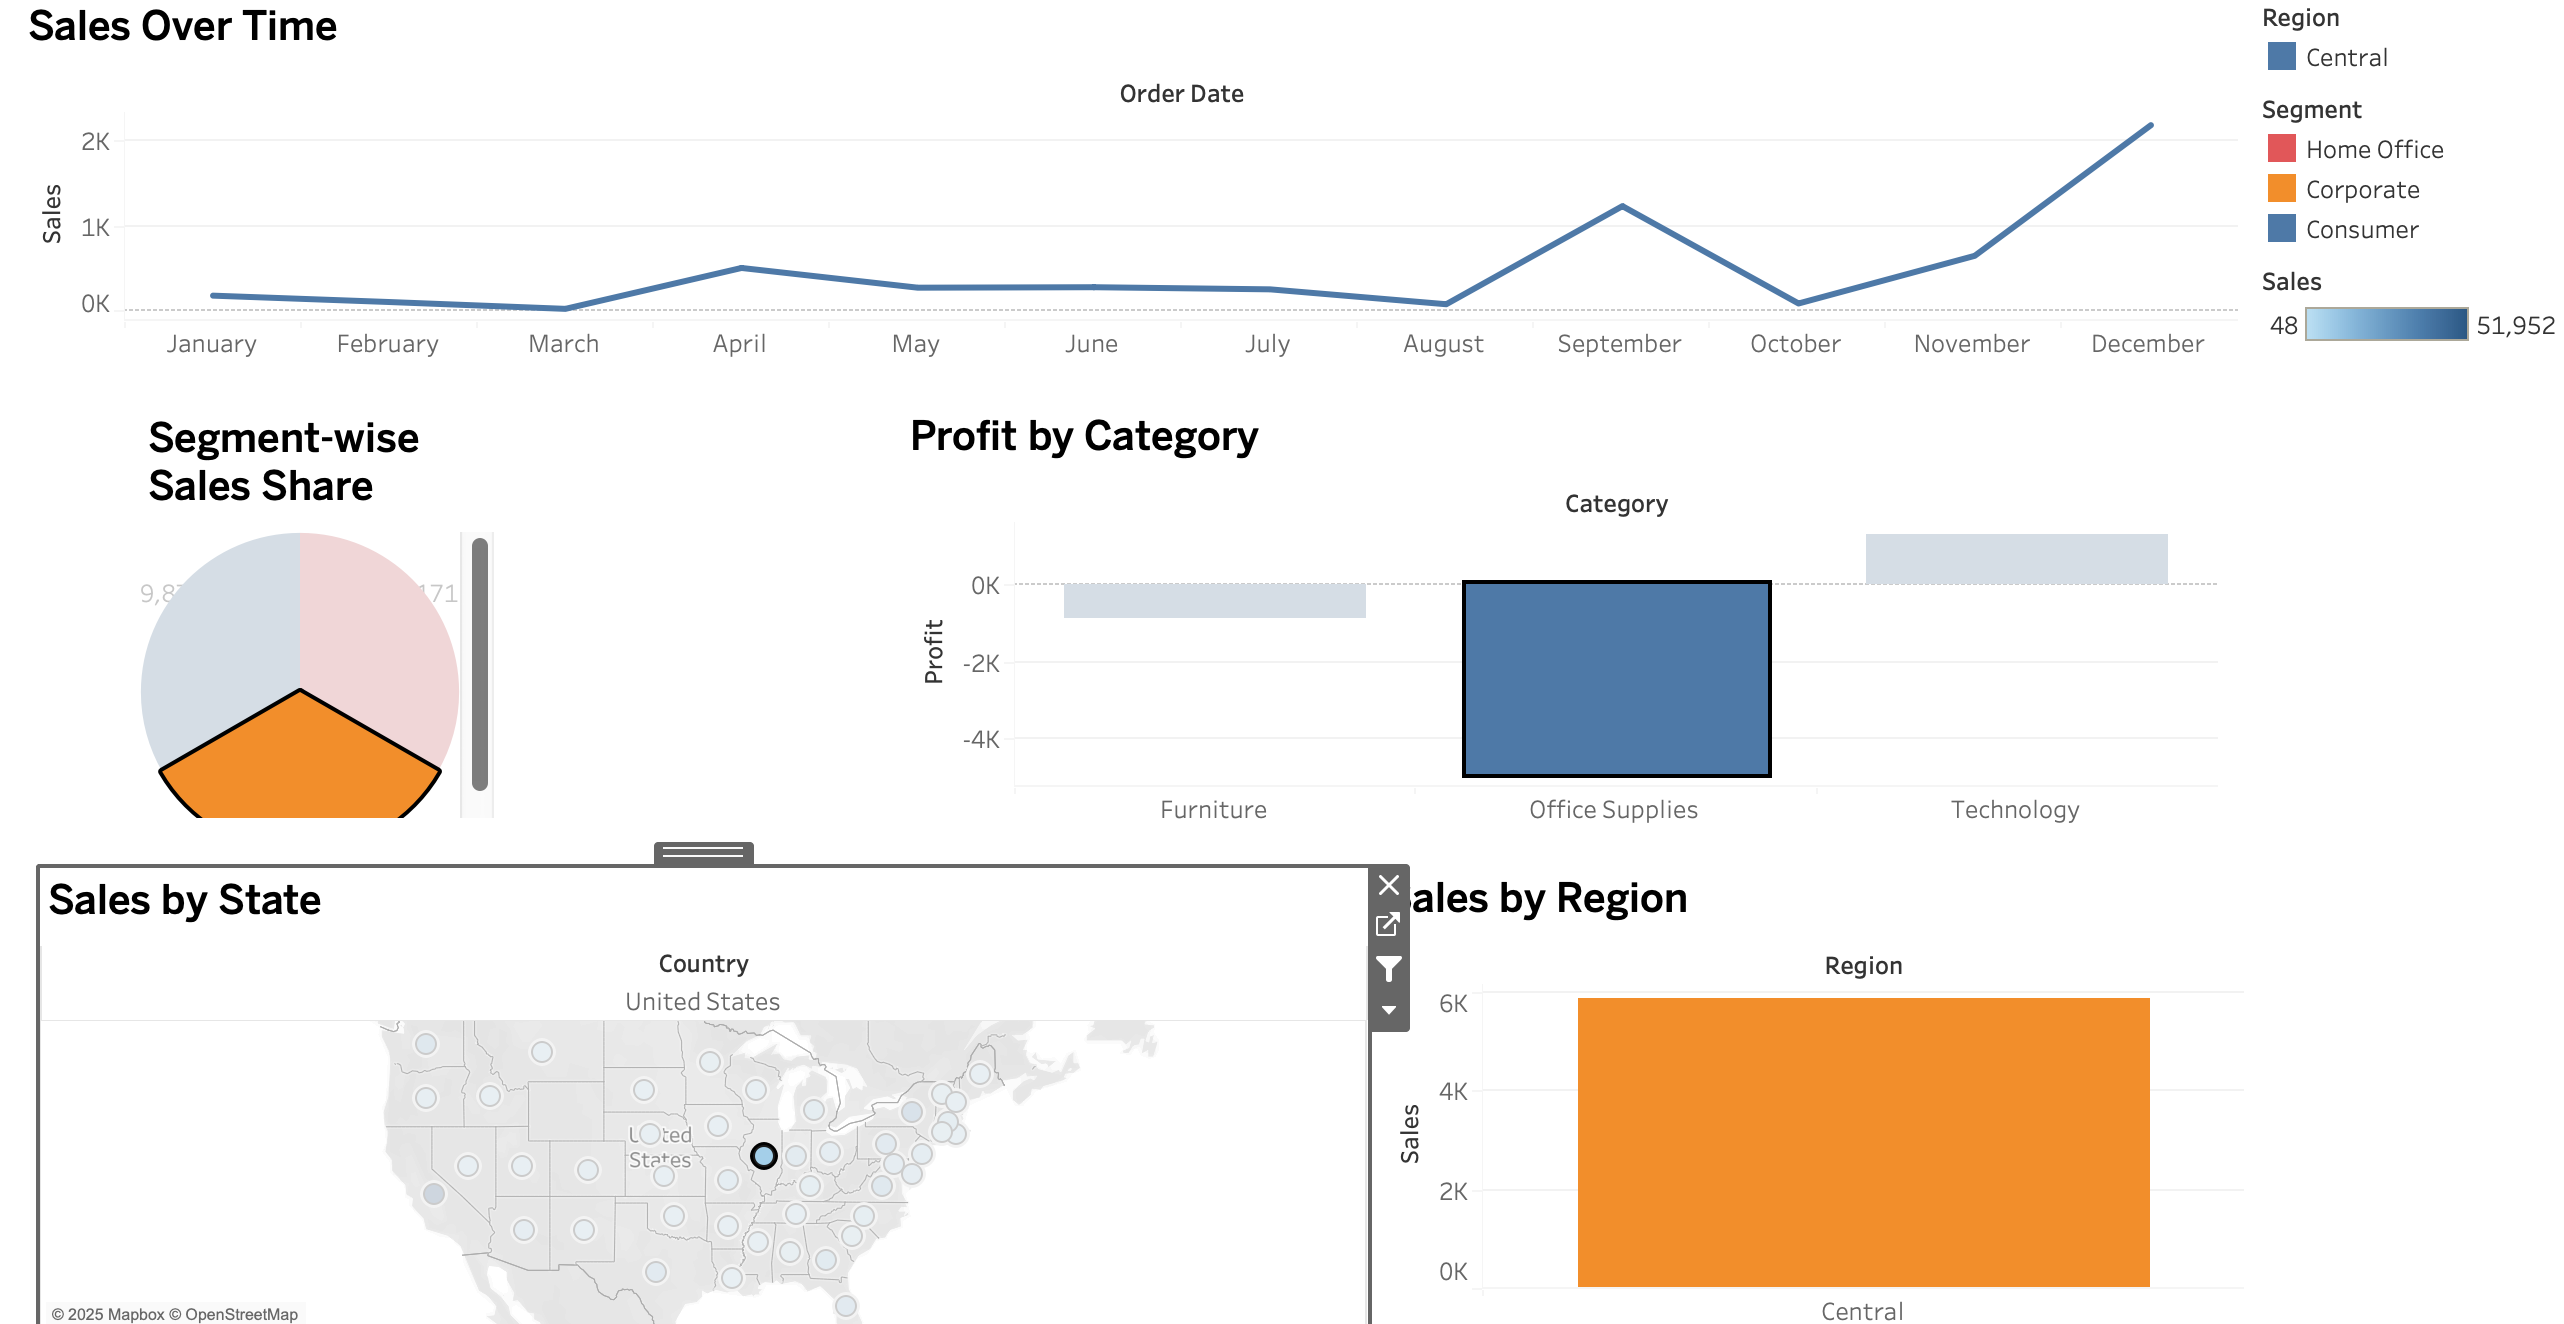 Sales Over Time
Order Date
Sales
2K
1K
0K
January February March April May June July August September October November December
Region
Central
Segment
Home Office
Corporate
Consumer
Sales
48 51,952
Segment-wise
Sales Share
Profit by Category
Category
Profit
0K
-2K
-4K
Furniture Office Supplies Technology
Sales by State
Country
United States
States
© 2025 Mapbox © OpenStreetMap
by Region
Region
Sales
6K
4K
2K
0K
Central